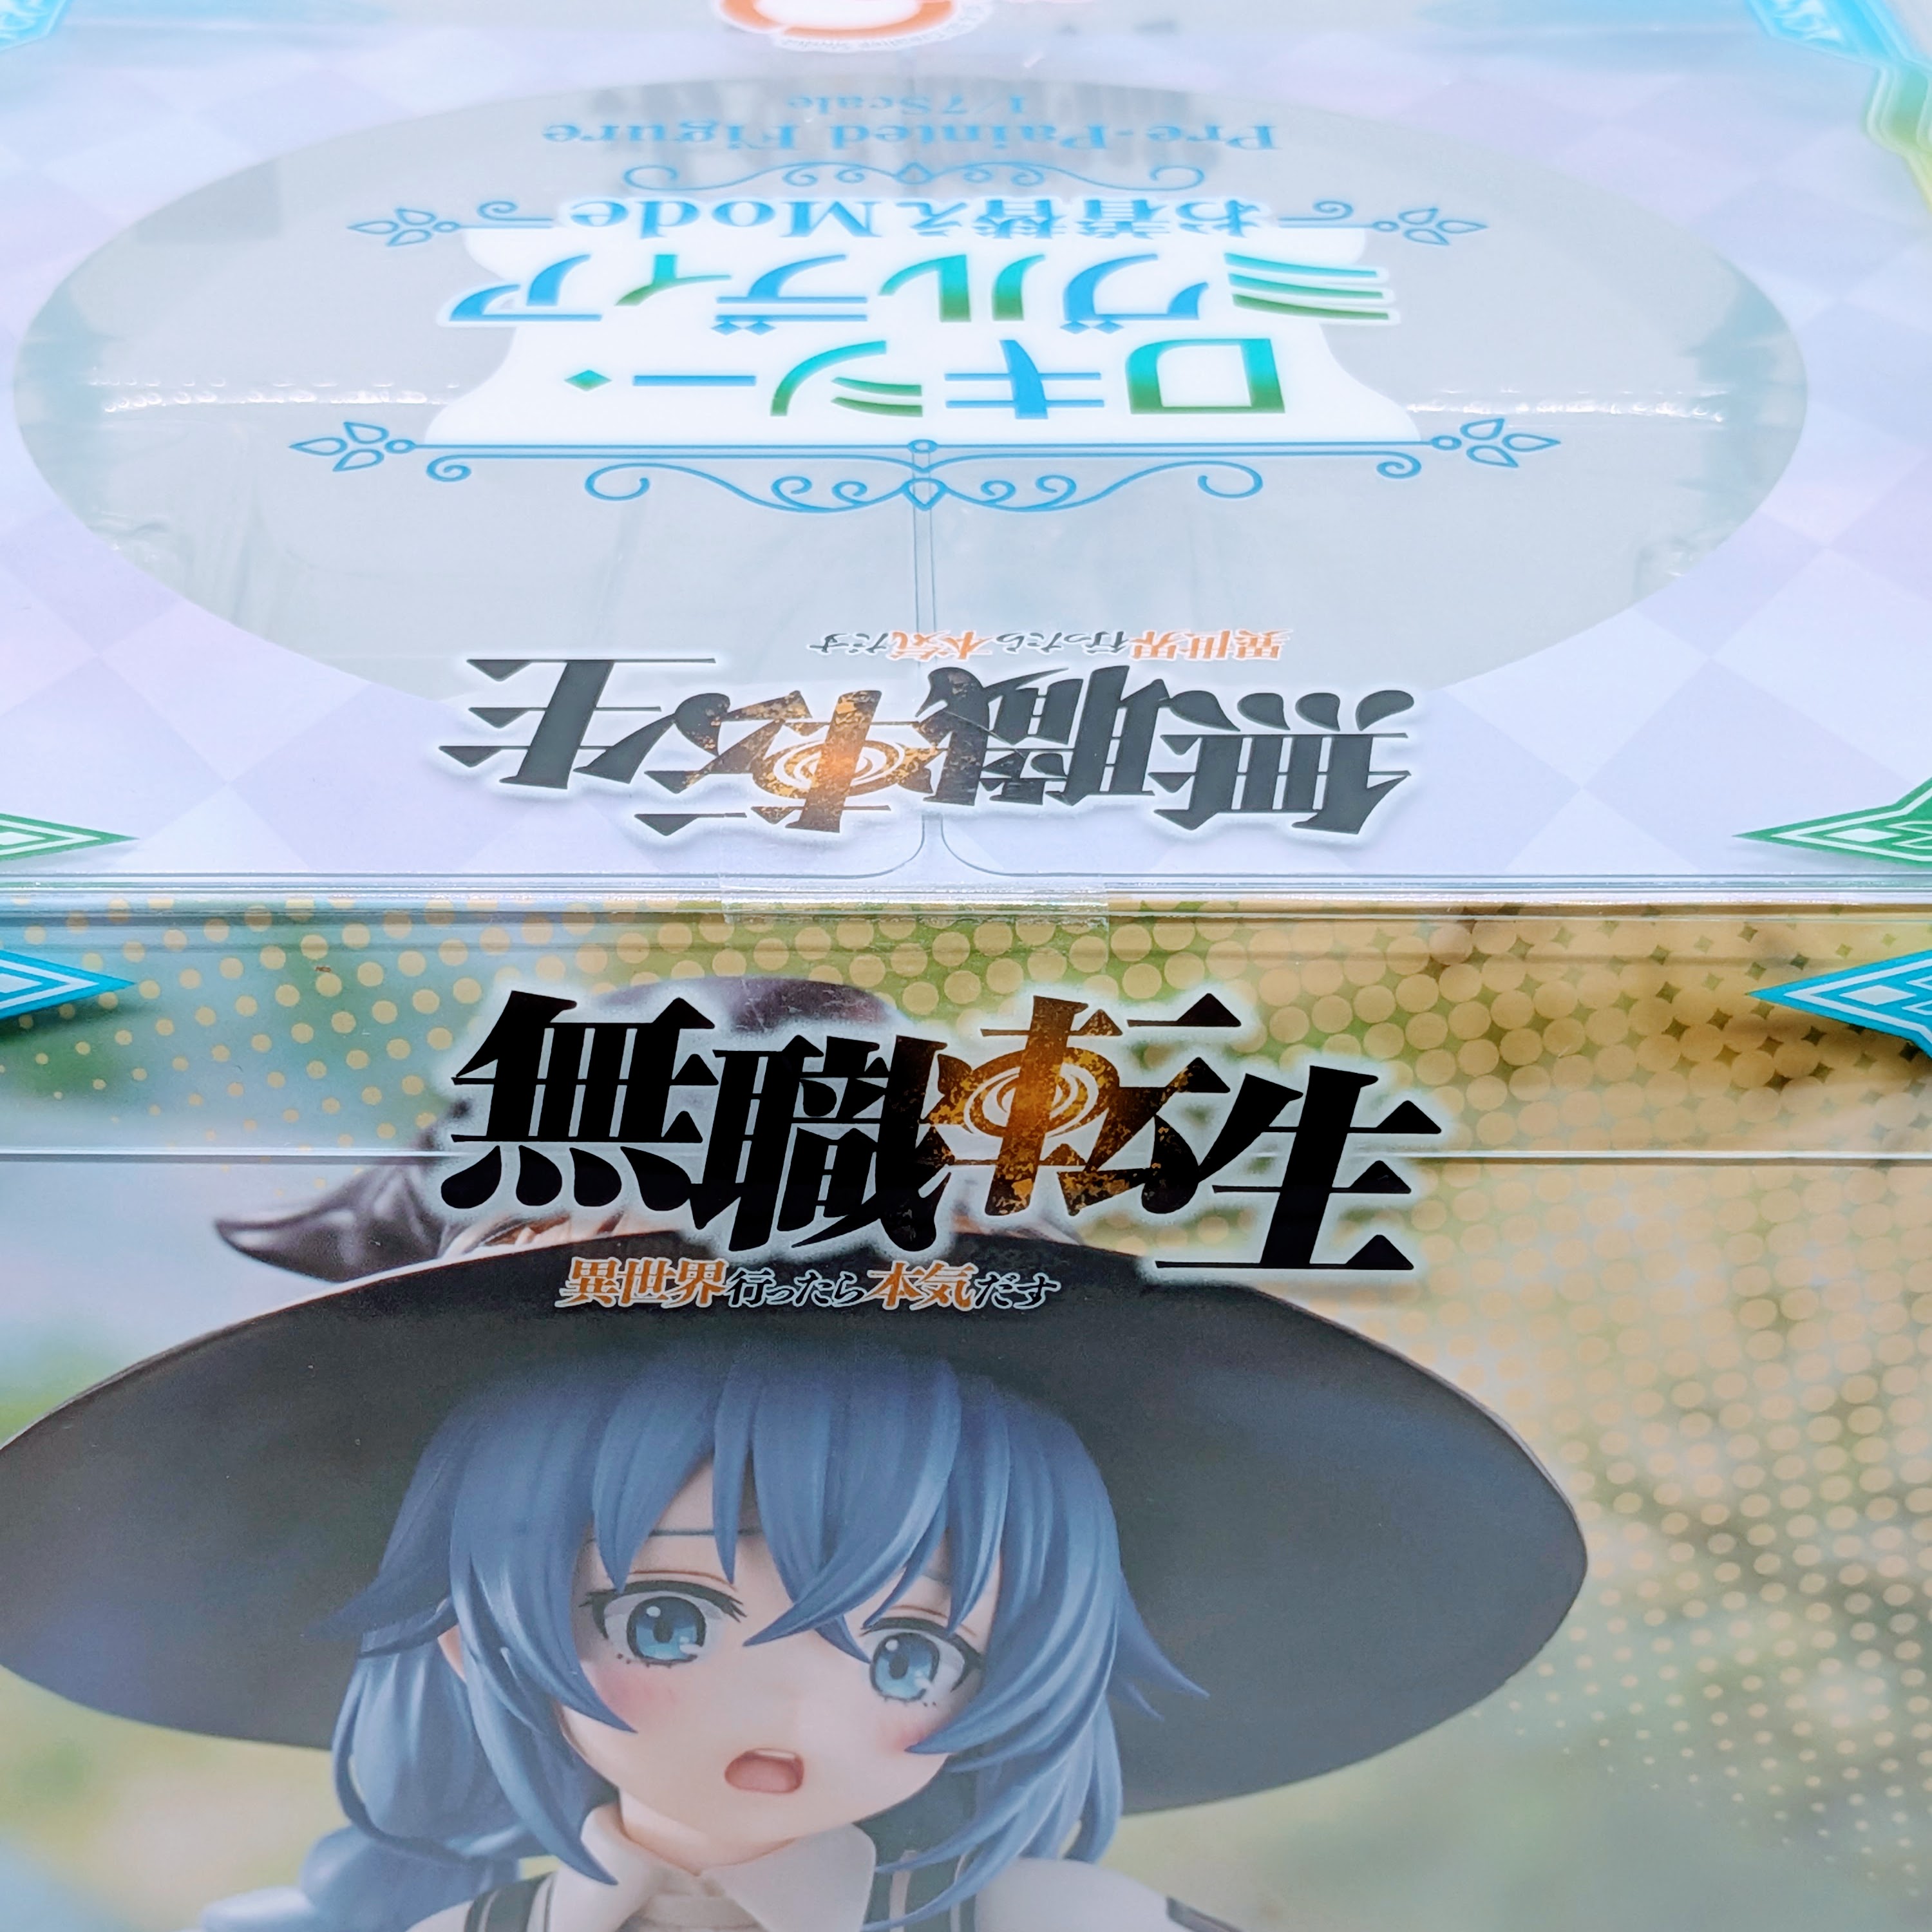 無職転生
異世界行ったら本気だす
ロキシー・
ミグルディア
お着替えMode
Pre-Painted Figure
1/7Scale
無職転生
異世界行ったら本気だす